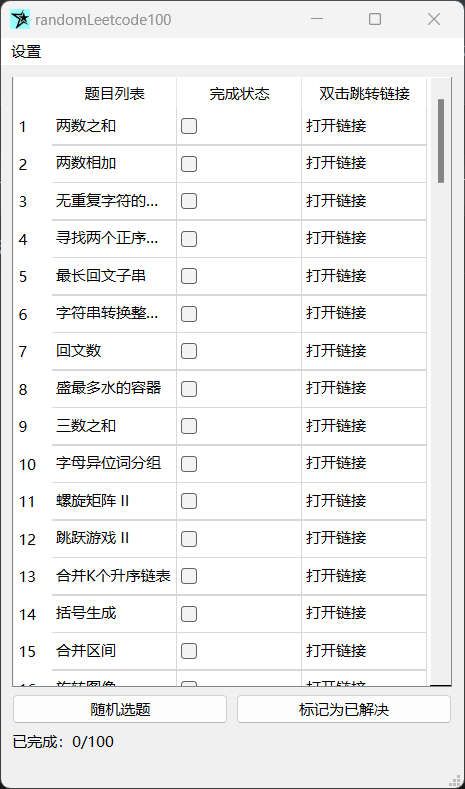 randomLeetcode100
设置
题目列表 完成状态 双击跳转链接
1 两数之和 打开链接
2 两数相加 打开链接
3 无重复字符的... 打开链接
4 寻找两个正序... 打开链接
5 最长回文子串 打开链接
6 字符串转换整... 打开链接
7 回文数 打开链接
8 盛最多水的容器 打开链接
9 三数之和 打开链接
10 字母异位词分组 打开链接
11 螺旋矩阵 II 打开链接
12 跳跃游戏 II 打开链接
13 合并K个升序链表 打开链接
14 括号生成 打开链接
15 合并区间 打开链接
16 旋转图像 打开链接
随机选题 标记为已解决
已完成：0/100